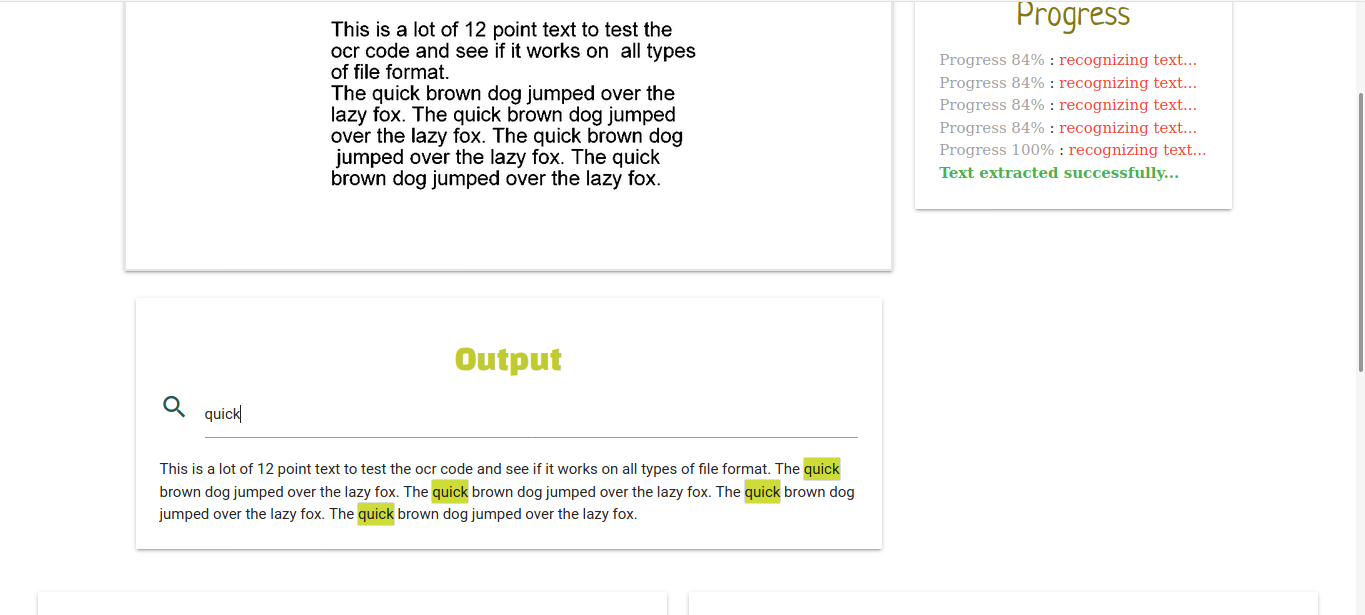 This is a lot of 12 point text to test the
ocr code and see if it works on  all types
of file format.
The quick brown dog jumped over the
lazy fox. The quick brown dog jumped
over the lazy fox. The quick brown dog
jumped over the lazy fox. The quick
brown dog jumped over the lazy fox.
Progress
Progress 84% : recognizing text...
Progress 84% : recognizing text...
Progress 84% : recognizing text...
Progress 84% : recognizing text...
Progress 100% : recognizing text...
Text extracted successfully...
Output
quick
This is a lot of 12 point text to test the ocr code and see if it works on all types of file format. The quick
brown dog jumped over the lazy fox. The quick brown dog jumped over the lazy fox. The quick brown dog
jumped over the lazy fox. The quick brown dog jumped over the lazy fox.